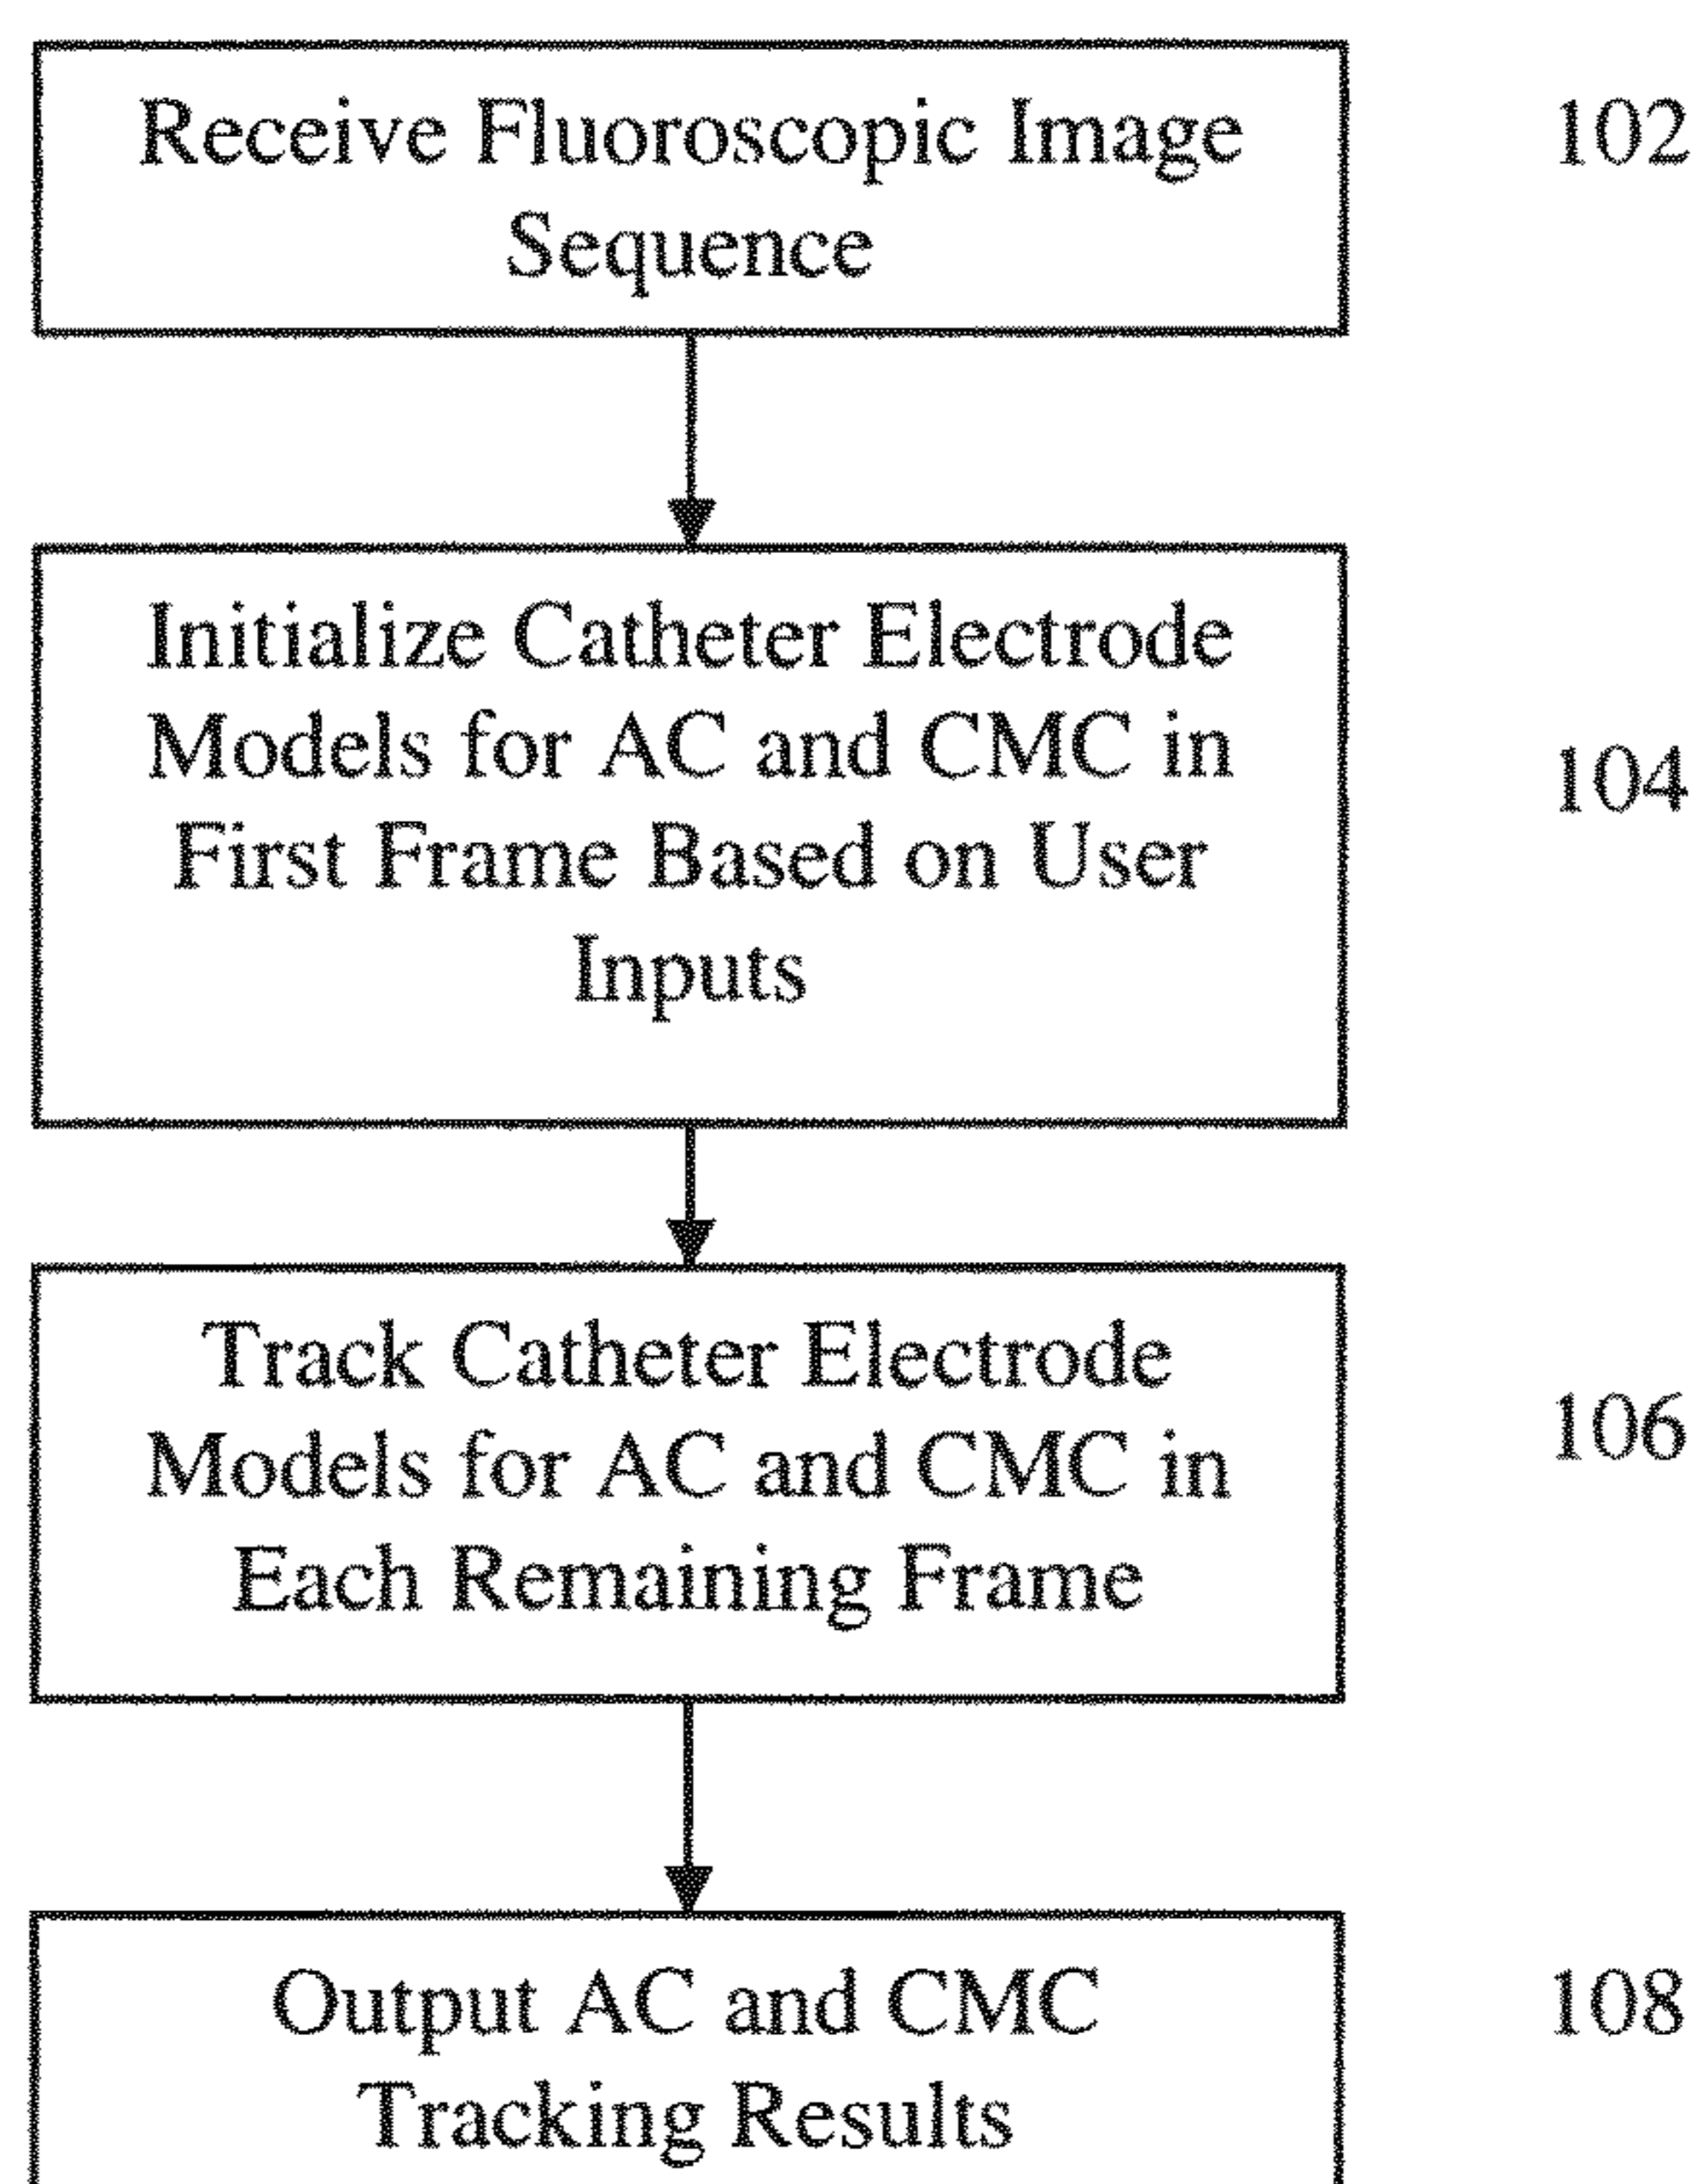 Receive Fluoroscopic Image
Sequence
102
Initialize Catheter Electrode
Models for AC and CMC in
First Frame Based on User
Inputs
104
Track Catheter Electrode
Models for AC and CMC in
Each Remaining Frame
106
Output AC and CMC
Tracking Results
108